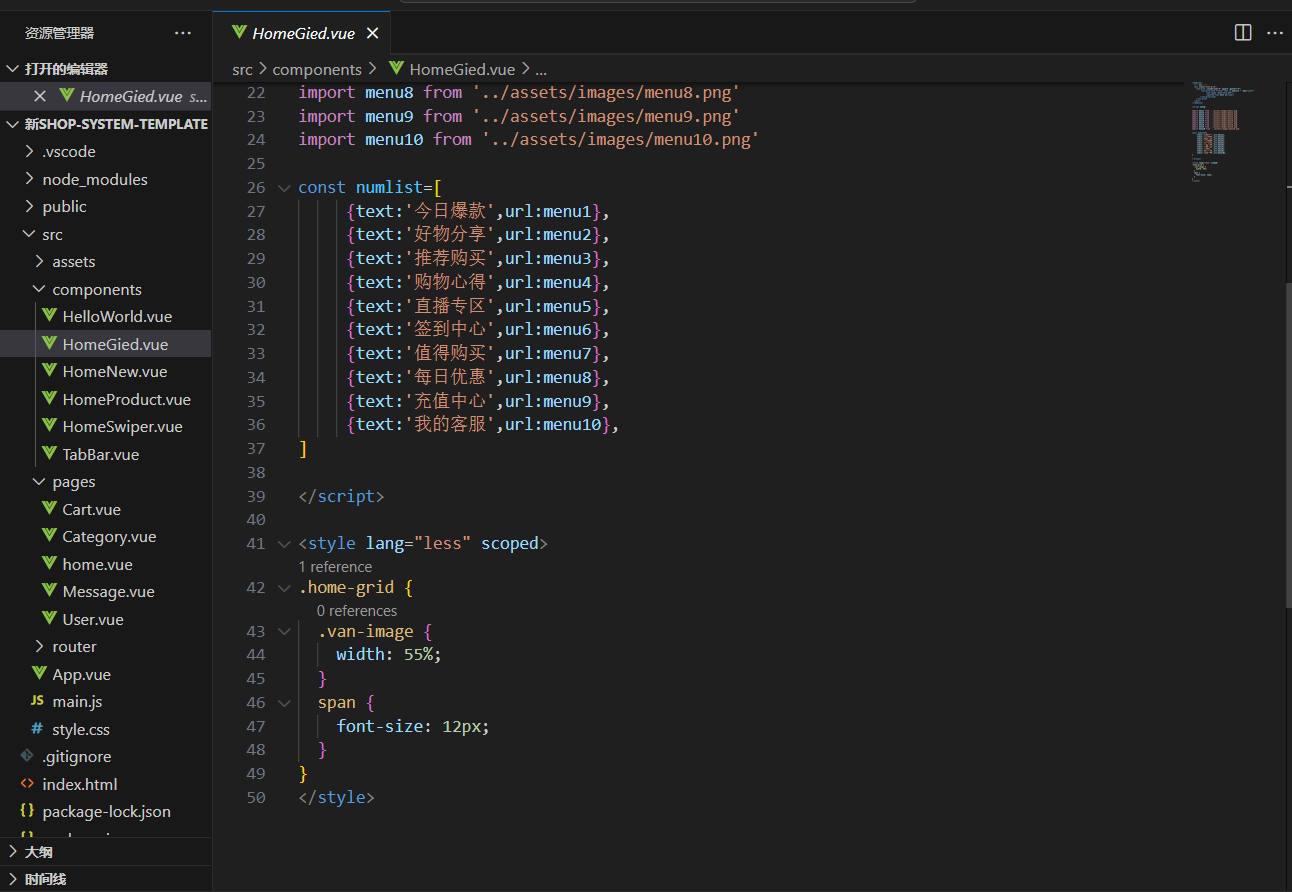 资源管理器
打开的编辑器
HomeGied.vue s...
新SHOP-SYSTEM-TEMPLATE
.vscode
node_modules
public
src
assets
components
HelloWorld.vue
HomeGied.vue
HomeNew.vue
HomeProduct.vue
HomeSwiper.vue
TabBar.vue
pages
Cart.vue
Category.vue
home.vue
Message.vue
User.vue
router
App.vue
JS main.js
# style.css
.gitignore
<> index.html
{} package-lock.json
大纲
时间线
HomeGied.vue
src > components > HomeGied.vue > ...
22 import menu8 from '../assets/images/menu8.png'
23 import menu9 from '../assets/images/menu9.png'
24 import menu10 from '../assets/images/menu10.png'
25
26 const numlist=[
27 {text:'今日爆款',url:menu1},
28 {text:'好物分享',url:menu2},
29 {text:'推荐购买',url:menu3},
30 {text:'购物心得',url:menu4},
31 {text:'直播专区',url:menu5},
32 {text:'签到中心',url:menu6},
33 {text:'值得购买',url:menu7},
34 {text:'每日优惠',url:menu8},
35 {text:'充值中心',url:menu9},
36 {text:'我的客服',url:menu10},
37 ]
38
39 </script>
40
41 <style lang="less" scoped>
1 reference
42 .home-grid {
0 references
43 .van-image {
44 width: 55%;
45 }
46 span {
47 font-size: 12px;
48 }
49 }
50 </style>